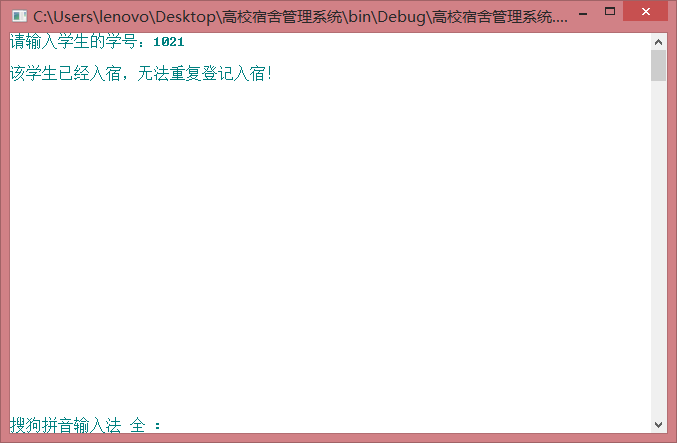 C:\Users\lenovo\Desktop\高校宿舍管理系统\bin\Debug\高校宿舍管理系统....
请输入学生的学号：1021
该学生已经入宿，无法重复登记入宿！
搜狗拼音输入法 全 ：